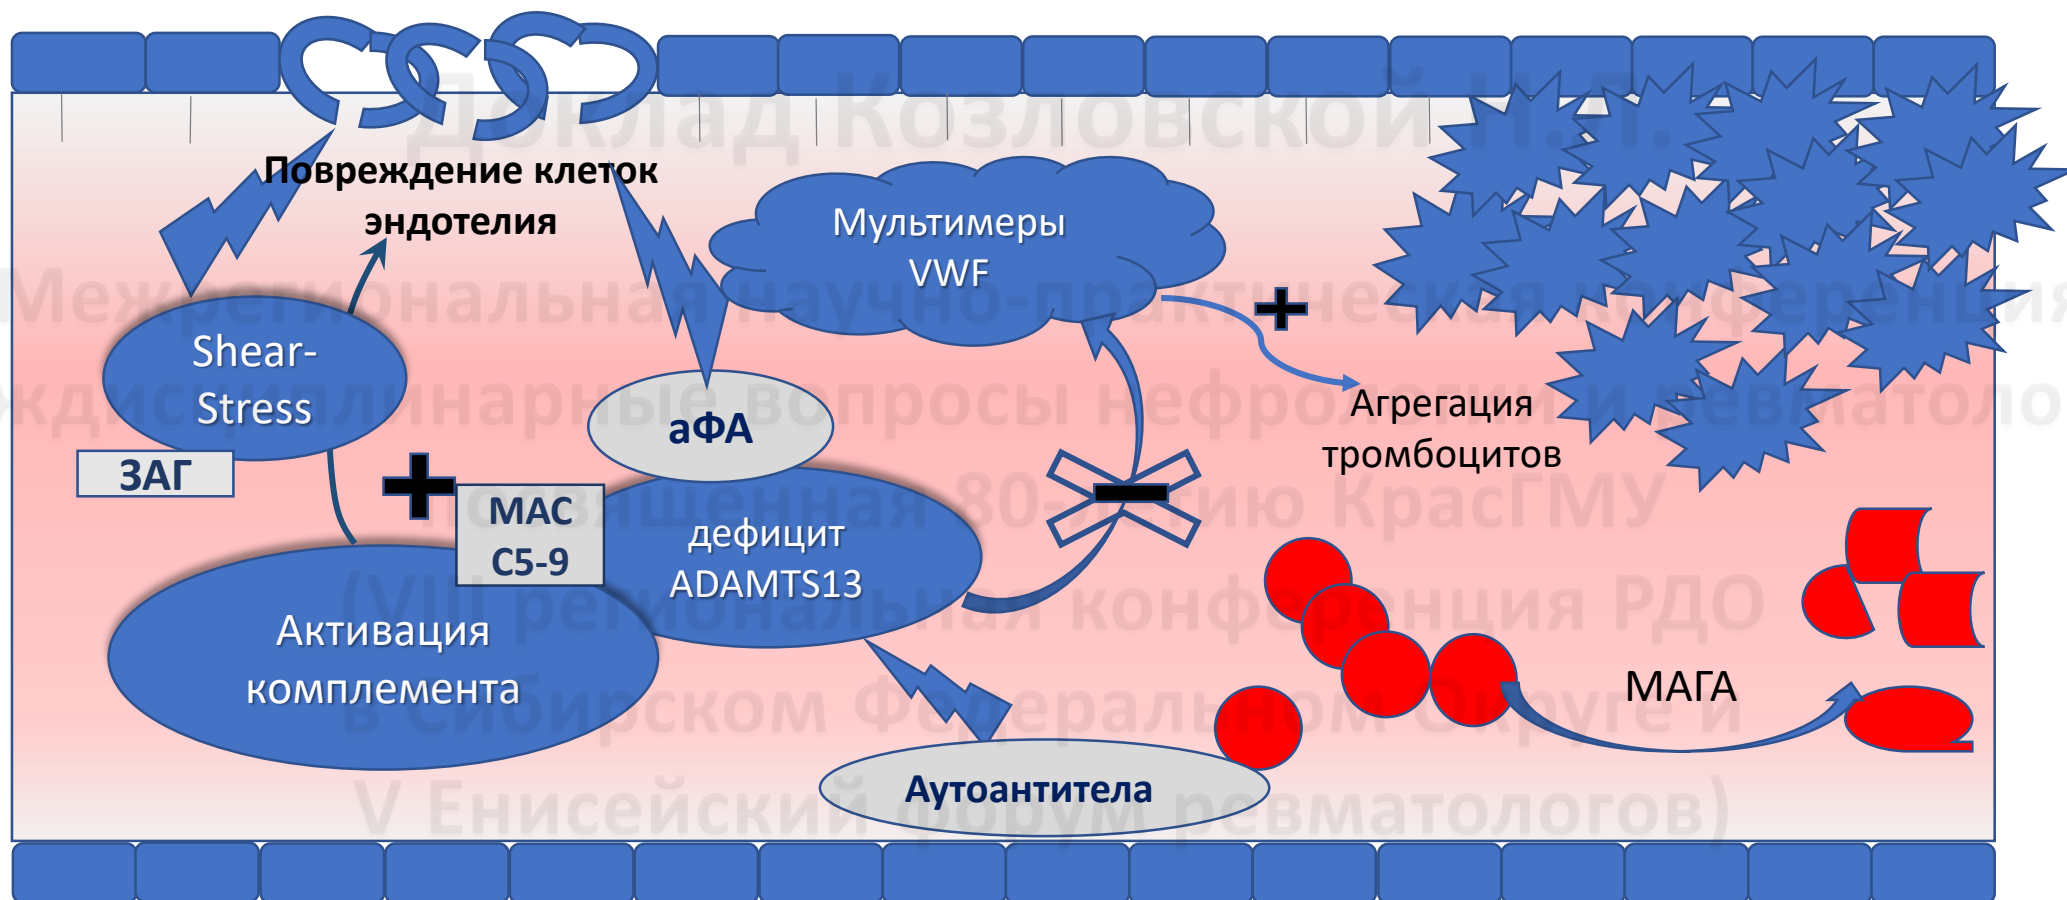 Доклад Козловской Н.Л.
Повреждение клеток
эндотелия
Мультимеры
VWF
Межрегиональная научно-практическая конференция
Shear-
Stress
ЗАГ
аФА
Агрегация
тромбоцитов
вопросы нефрологии и ревматоло
МАС
С5-9
посвященная 80-летию КрасГМУ
дефицит
ADAMTS13
(VIII региональная конференция РДО
Активация
комплемента
МАГА
в Сибирском Федеральном Округе и
Аутоантитела
V Енисейский форум ревматологов)